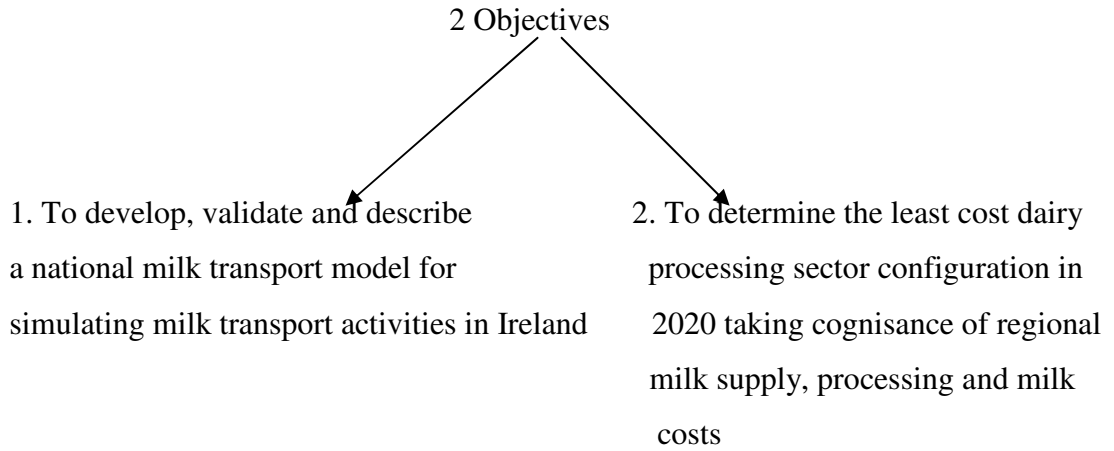 2 Objectives
1. To develop, validate and describe
a national milk transport model for
simulating milk transport activities in Ireland
2. To determine the least cost dairy
processing sector configuration in
2020 taking cognisance of regional
milk supply, processing and milk
costs